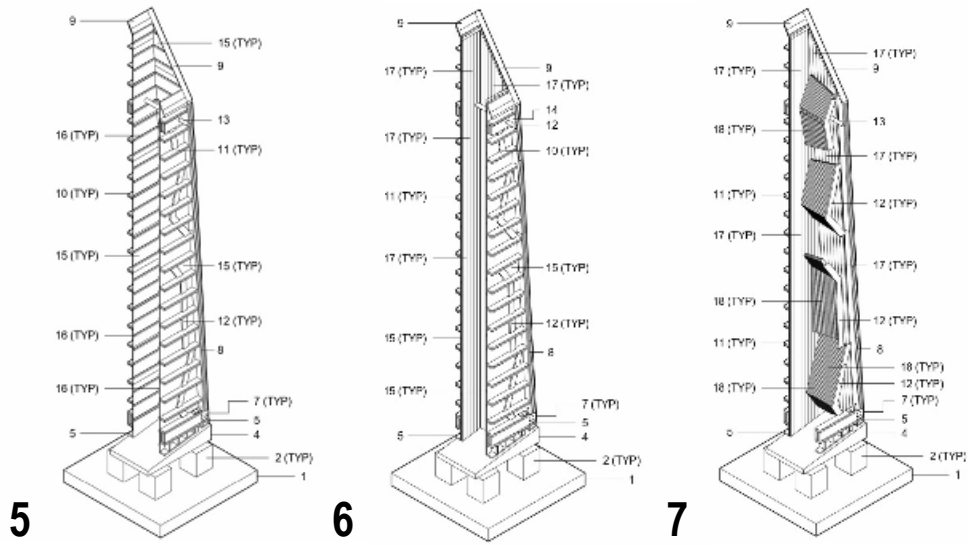 9
15 (TYP)
9
13
16 (TYP)
11 (TYP)
10 (TYP)
15 (TYP)
15 (TYP)
12 (TYP)
16 (TYP)
8
16 (TYP)
7 (TYP)
5
5
4
2 (TYP)
1
5
9
17 (TYP)
9
17 (TYP)
14
12
17 (TYP)
10 (TYP)
11 (TYP)
17 (TYP)
15 (TYP)
12 (TYP)
15 (TYP)
8
15 (TYP)
7 (TYP)
5
5
4
2 (TYP)
1
6
9
17 (TYP)
17 (TYP)
9
13
18 (TYP)
17 (TYP)
11 (TYP)
12 (TYP)
17 (TYP)
17 (TYP)
18 (TYP)
12 (TYP)
11 (TYP)
8
18 (TYP)
18 (TYP)
12 (TYP)
7 (TYP)
5
4
2 (TYP)
1
7